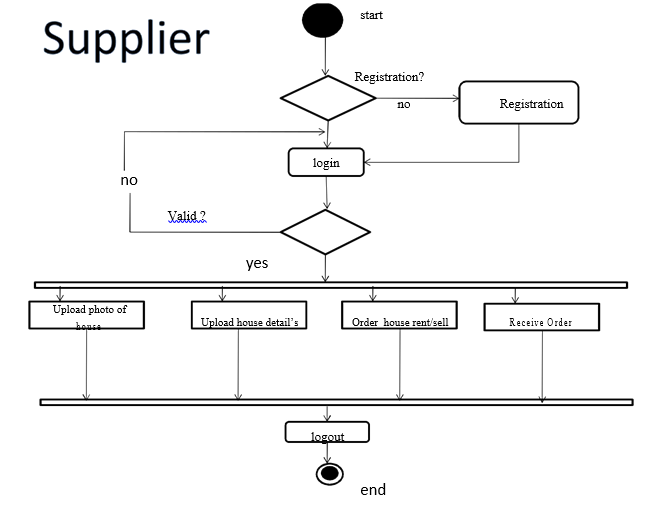 Supplier
start
Registration?
no
Registration
login
no
Valid ?
yes
Upload photo of
house
Upload house detail's
Order house rent/sell
Receive Order
logout
end